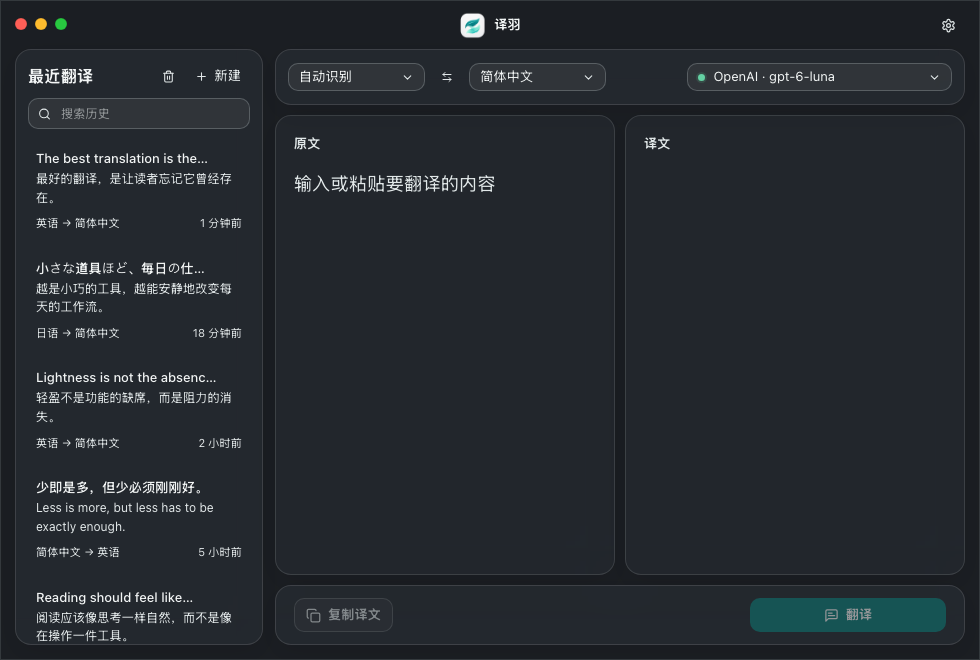 译羽
最近翻译
+ 新建
搜索历史
The best translation is the...
最好的翻译，是让读者忘记它曾经存
在。
英语 → 简体中文
1 分钟前
小さな道具ほど、毎日の仕...
越是小巧的工具，越能安静地改变每
天的工作流。
日语 → 简体中文
18 分钟前
Lightness is not the absenc...
轻盈不是功能的缺席，而是阻力的消
失。
英语 → 简体中文
2 小时前
少即是多，但少必须刚刚好。
Less is more, but less has to be
exactly enough.
简体中文 → 英语
5 小时前
Reading should feel like...
阅读应该像思考一样自然，而不是像
在操作一件工具。
自动识别
简体中文
OpenAI · gpt-6-luna
原文
输入或粘贴要翻译的内容
译文
复制译文
翻译